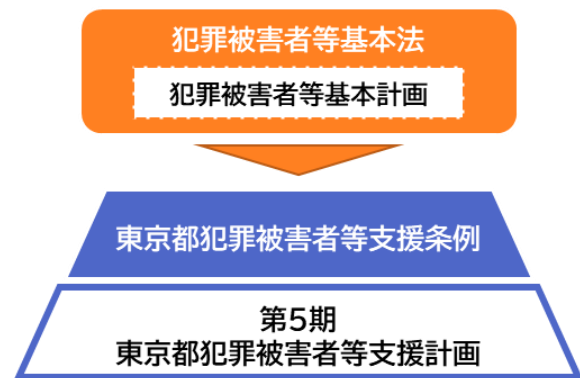 犯罪被害者等基本法
犯罪被害者等基本計画
東京都犯罪被害者等支援条例
第5期
東京都犯罪被害者等支援計画